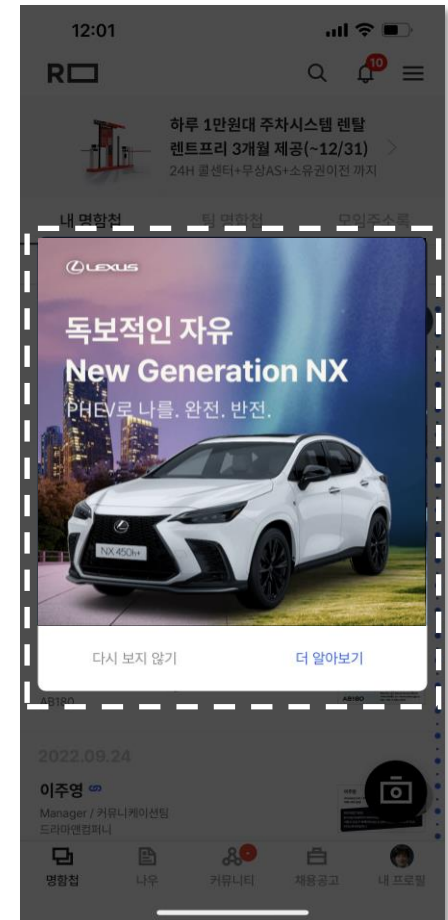 12:01
R
10
하루 1만원대 주차시스템 렌탈
렌트프리 3개월 제공(~12/31)
24H 콜센터+무상AS+소유권이전 까지
내 명함첩 팀 명함첩 모임주소록
LEXUS
독보적인 자유
New Generation NX
PHEV로 나를. 완전. 반전.
NX 450h+
다시 보지 않기 더 알아보기
AB180
AB180
2022.09.24
이주영
Manager / 커뮤니케이션팀
드라마앤컴퍼니
명함첩 나우 커뮤니티 채용공고 내 프로필